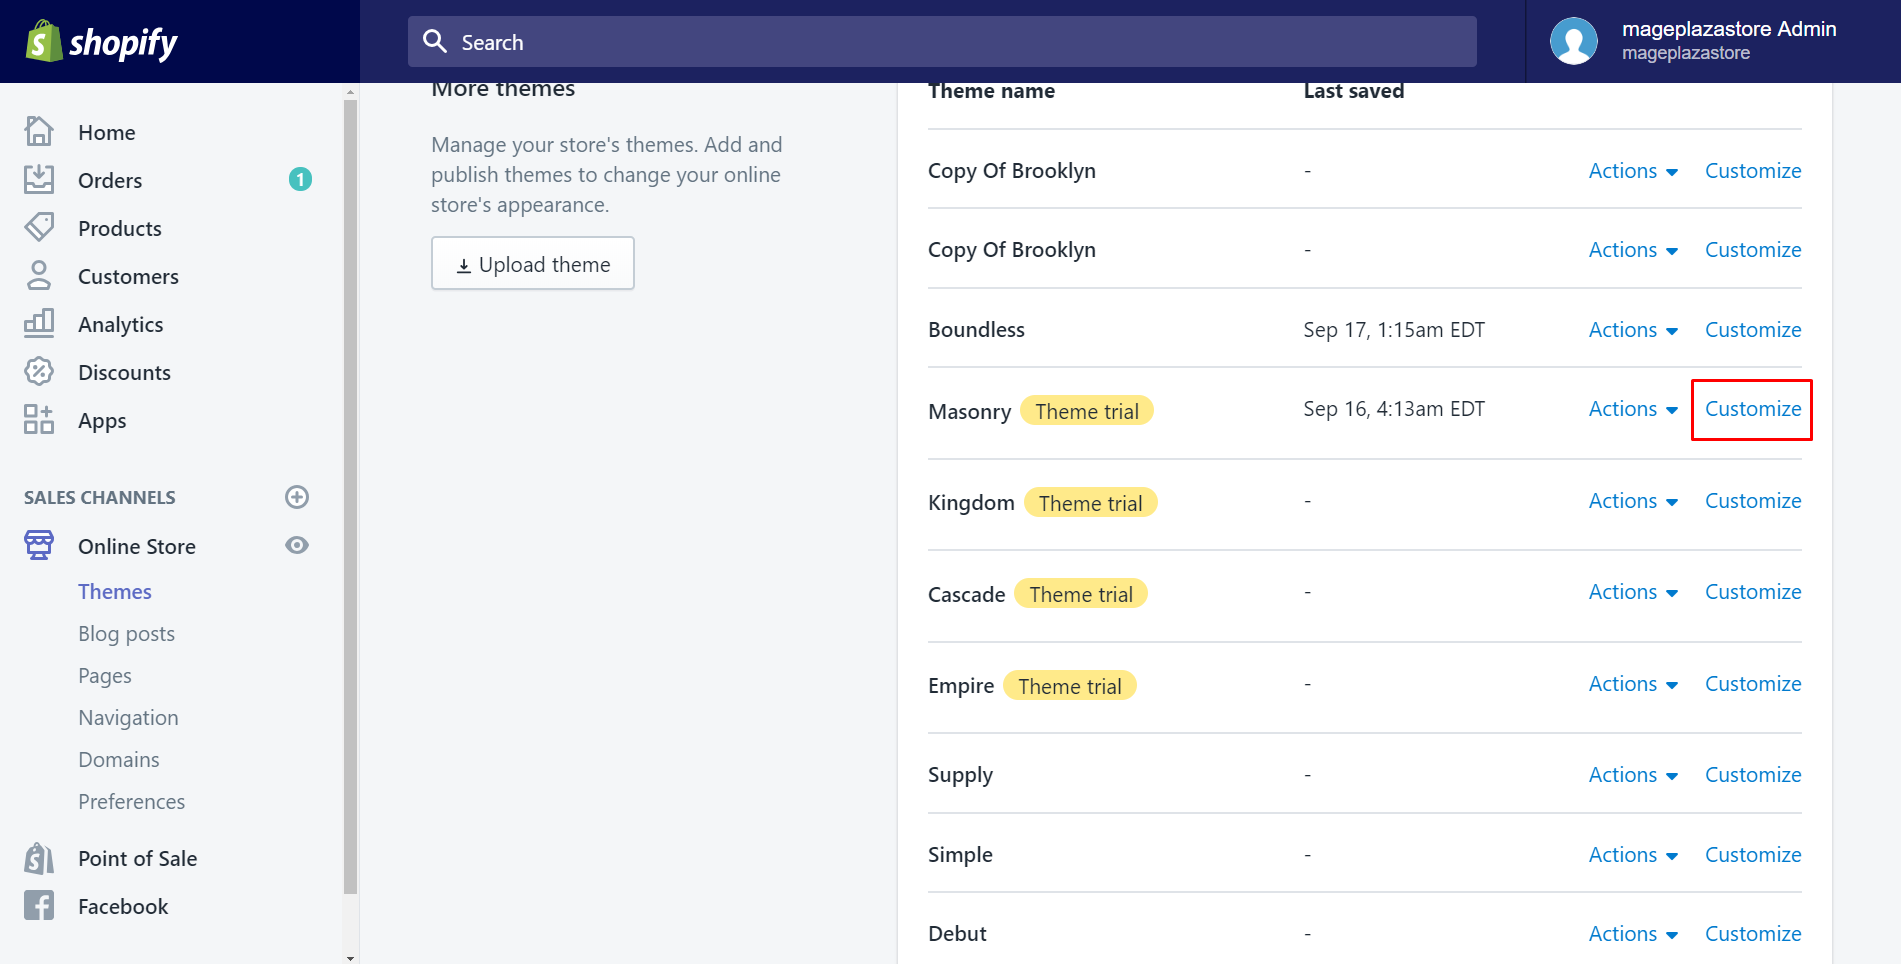 shopify
Search
mageplazastore Admin
mageplazastore
Home
Orders 1
Products
Customers
Analytics
Discounts
Apps
SALES CHANNELS
Online Store
Themes
Blog posts
Pages
Navigation
Domains
Preferences
Point of Sale
Facebook
More themes
Manage your store's themes. Add and
publish themes to change your online
store's appearance.
Upload theme
Theme name Last saved
Copy Of Brooklyn - Actions Customize
Copy Of Brooklyn - Actions Customize
Boundless Sep 17, 1:15am EDT Actions Customize
Masonry Theme trial Sep 16, 4:13am EDT Actions Customize
Kingdom Theme trial - Actions Customize
Cascade Theme trial - Actions Customize
Empire Theme trial - Actions Customize
Supply - Actions Customize
Simple - Actions Customize
Debut - Actions Customize